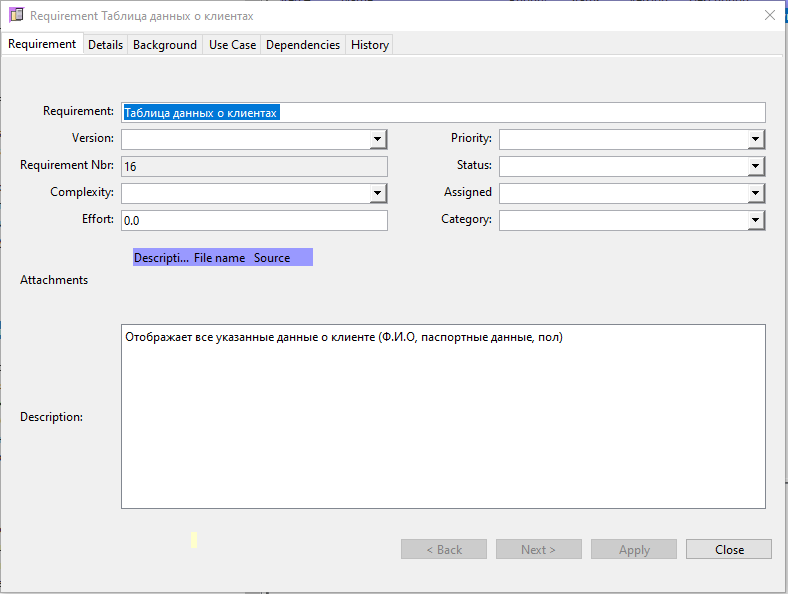 Requirement Таблица данных о клиентах
Requirement Details Background Use Case Dependencies History
Requirement: Таблица данных о клиентах
Version: Priority:
Requirement Nbr: 16 Status:
Complexity: Assigned
Effort: 0.0 Category:
Descripti... File name Source
Attachments
Отображает все указанные данные о клиенте (Ф.И.О, паспортные данные, пол)
Description:
< Back Next > Apply Close